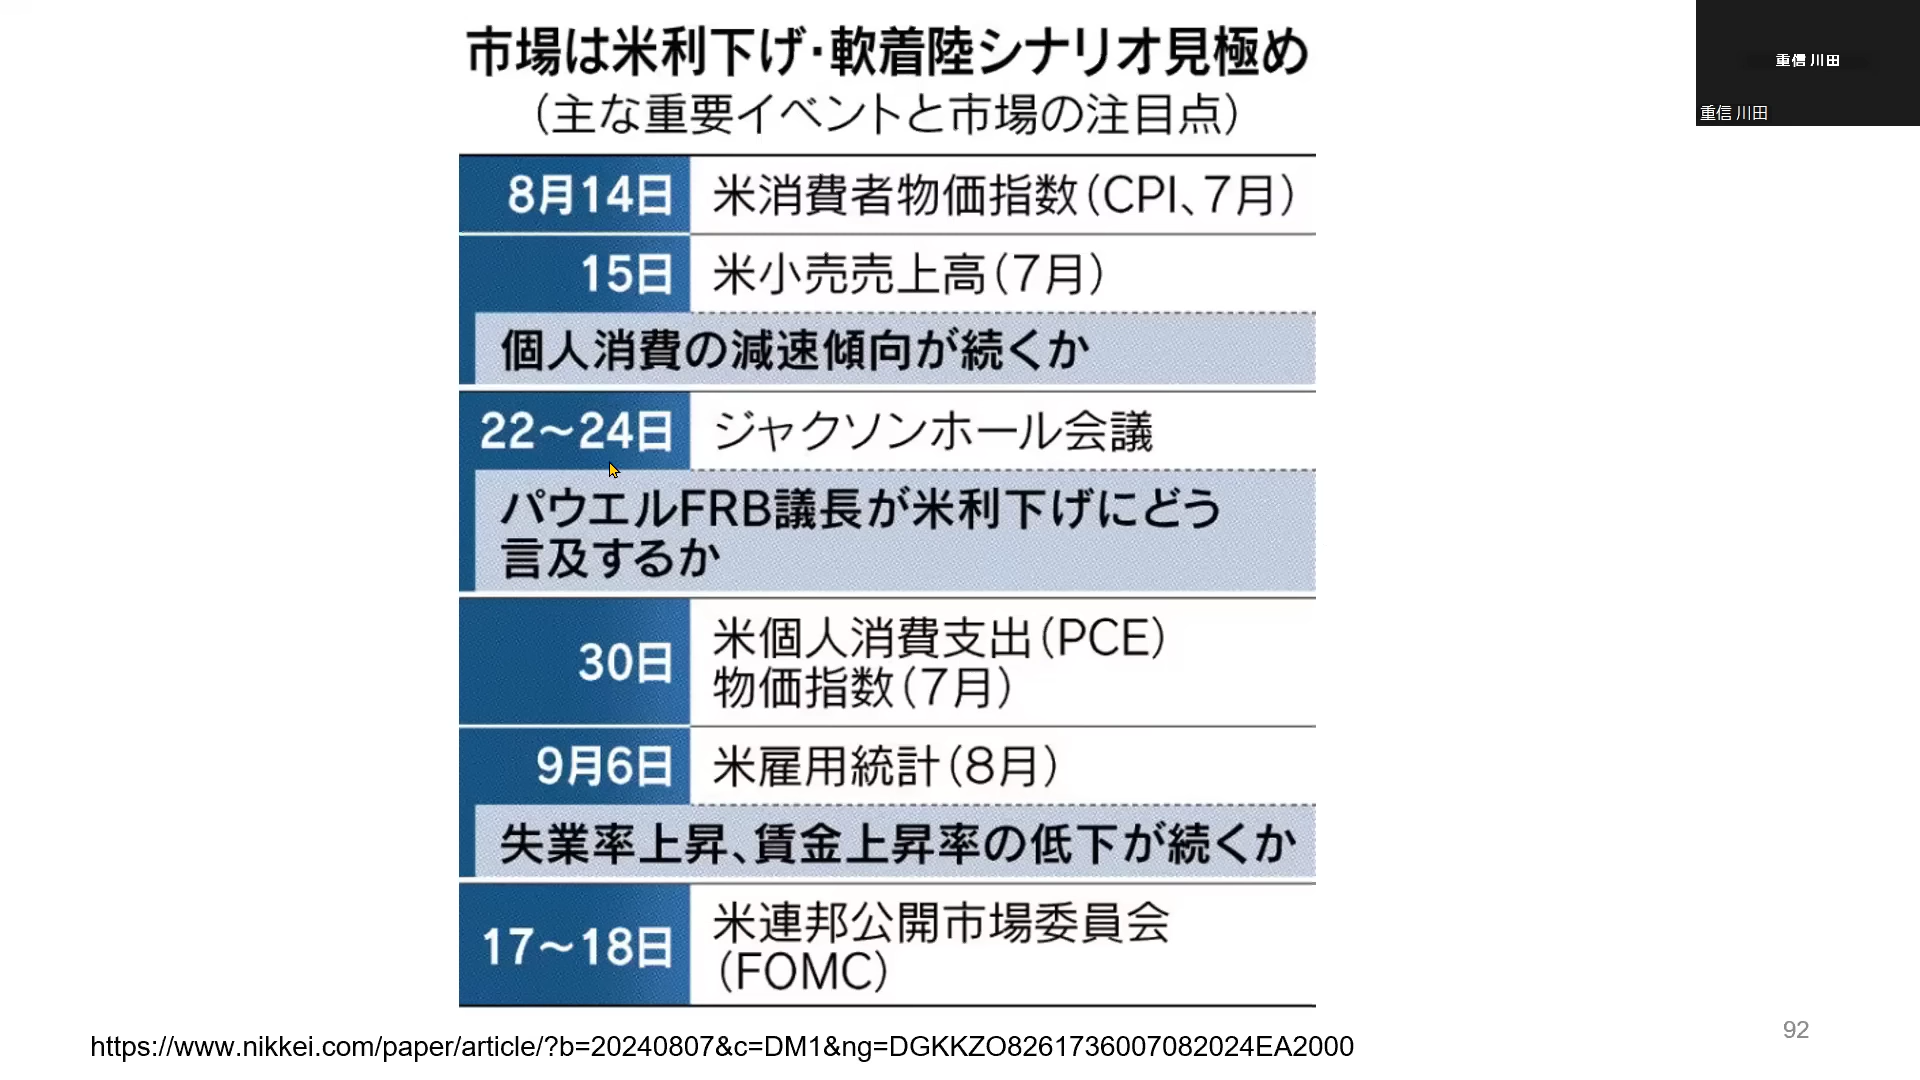 市場は米利下げ・軟着陸シナリオ見極め
（主な重要イベントと市場の注目点）
8月14日 米消費者物価指数（CPI、7月）
15日 米小売売上高（7月）
個人消費の減速傾向が続くか
22～24日 ジャクソンホール会議
パウエルFRB議長が米利下げにどう
言及するか
30日 米個人消費支出（PCE）
物価指数（7月）
9月6日 米雇用統計（8月）
失業率上昇、賃金上昇率の低下が続くか
17～18日 米連邦公開市場委員会
（FOMC）
https://www.nikkei.com/paper/article/?b=20240807&c=DM1&ng=DGKKZO8261736007082024EA2000
92
重信 川田
重信 川田